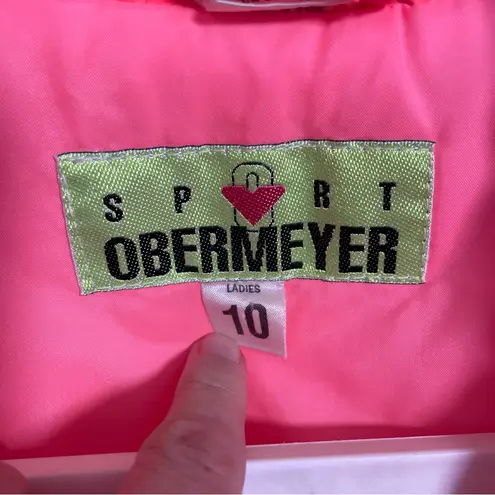 SPORT
OBERMEYER
LADIES
10